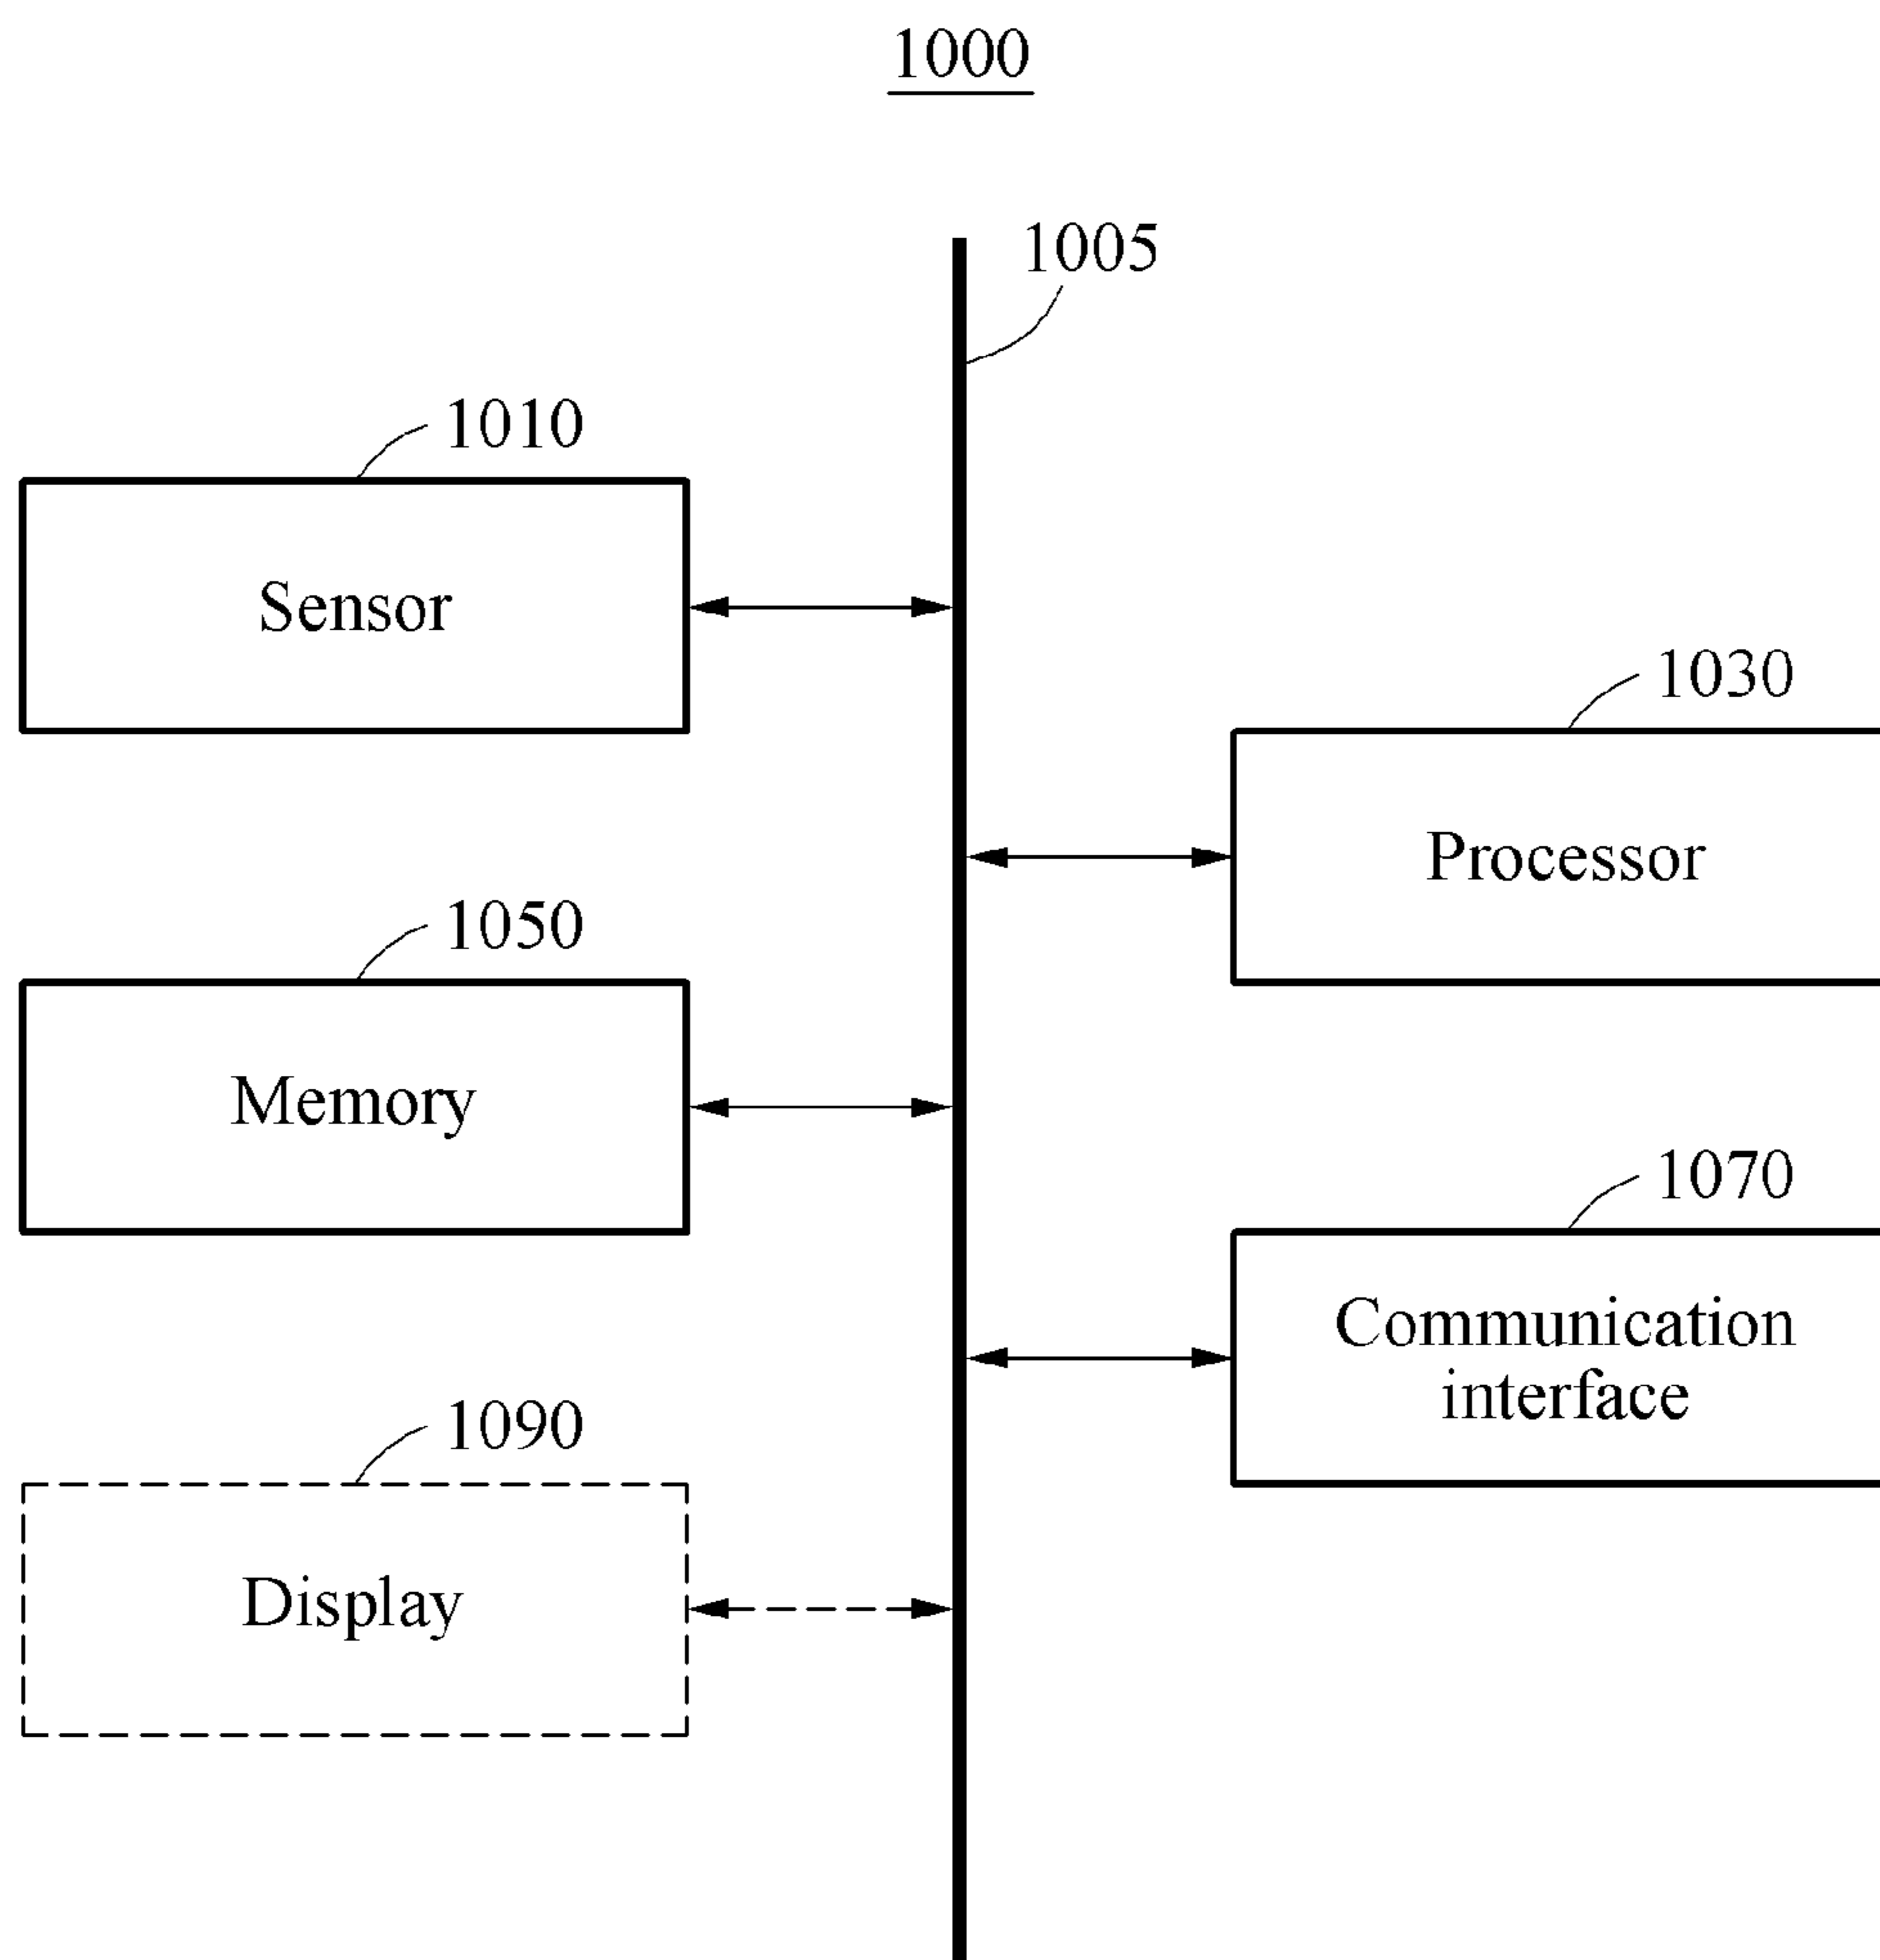 1000
1005
1010
Sensor
1030
Processor
1050
Memory
1070
Communication
interface
1090
Display